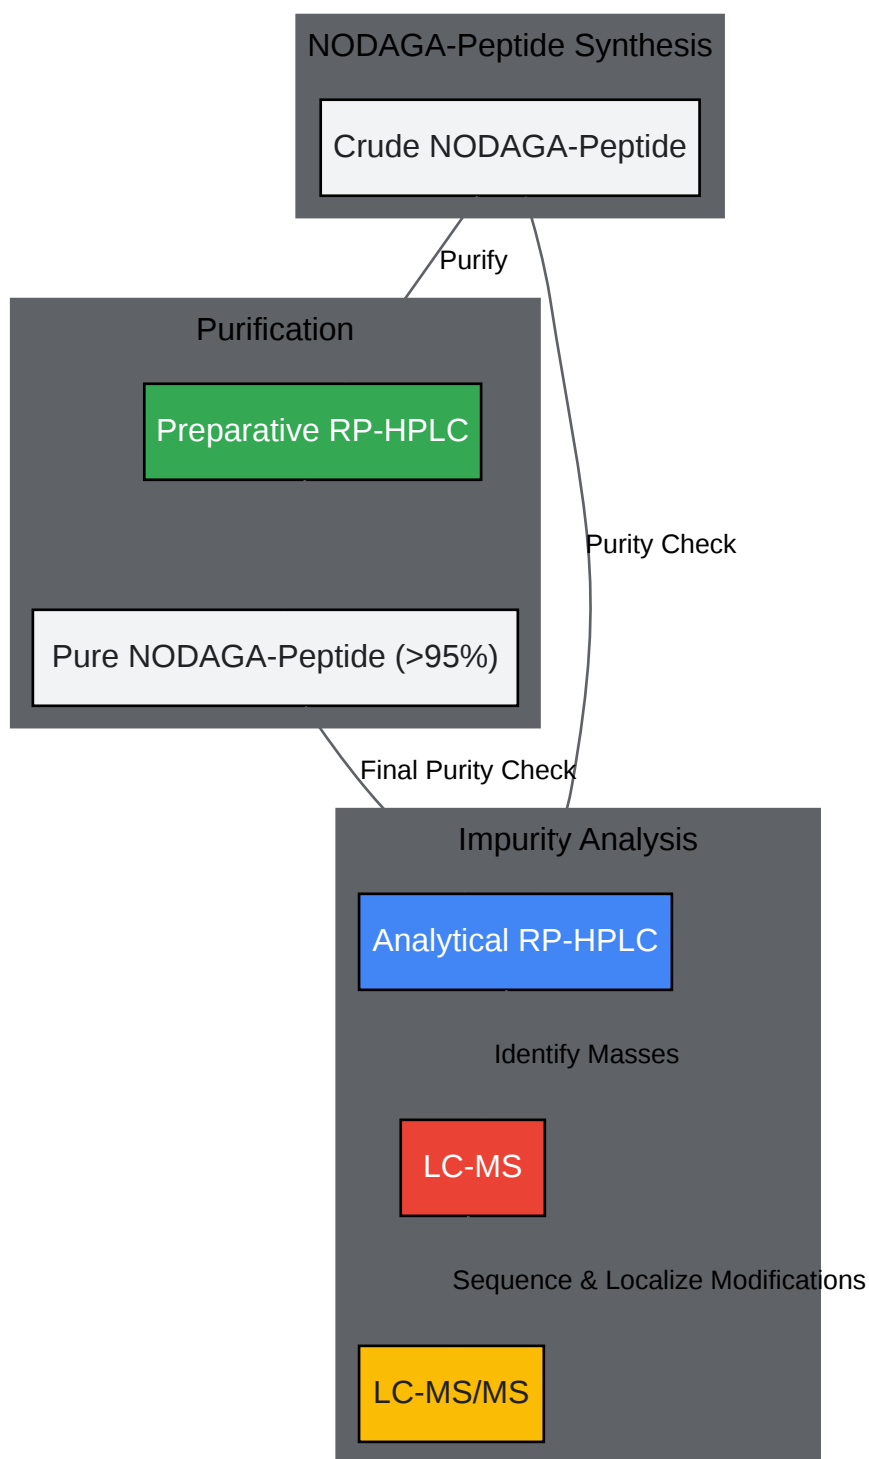 NODAGA-Peptide Synthesis
Crude NODAGA-Peptide
Purify
Purification
Preparative RP-HPLC
Purity Check
Pure NODAGA-Peptide (>95%)
Final Purity Check
Impurity Analysis
Analytical RP-HPLC
Identify Masses
LC-MS
Sequence & Localize Modifications
LC-MS/MS